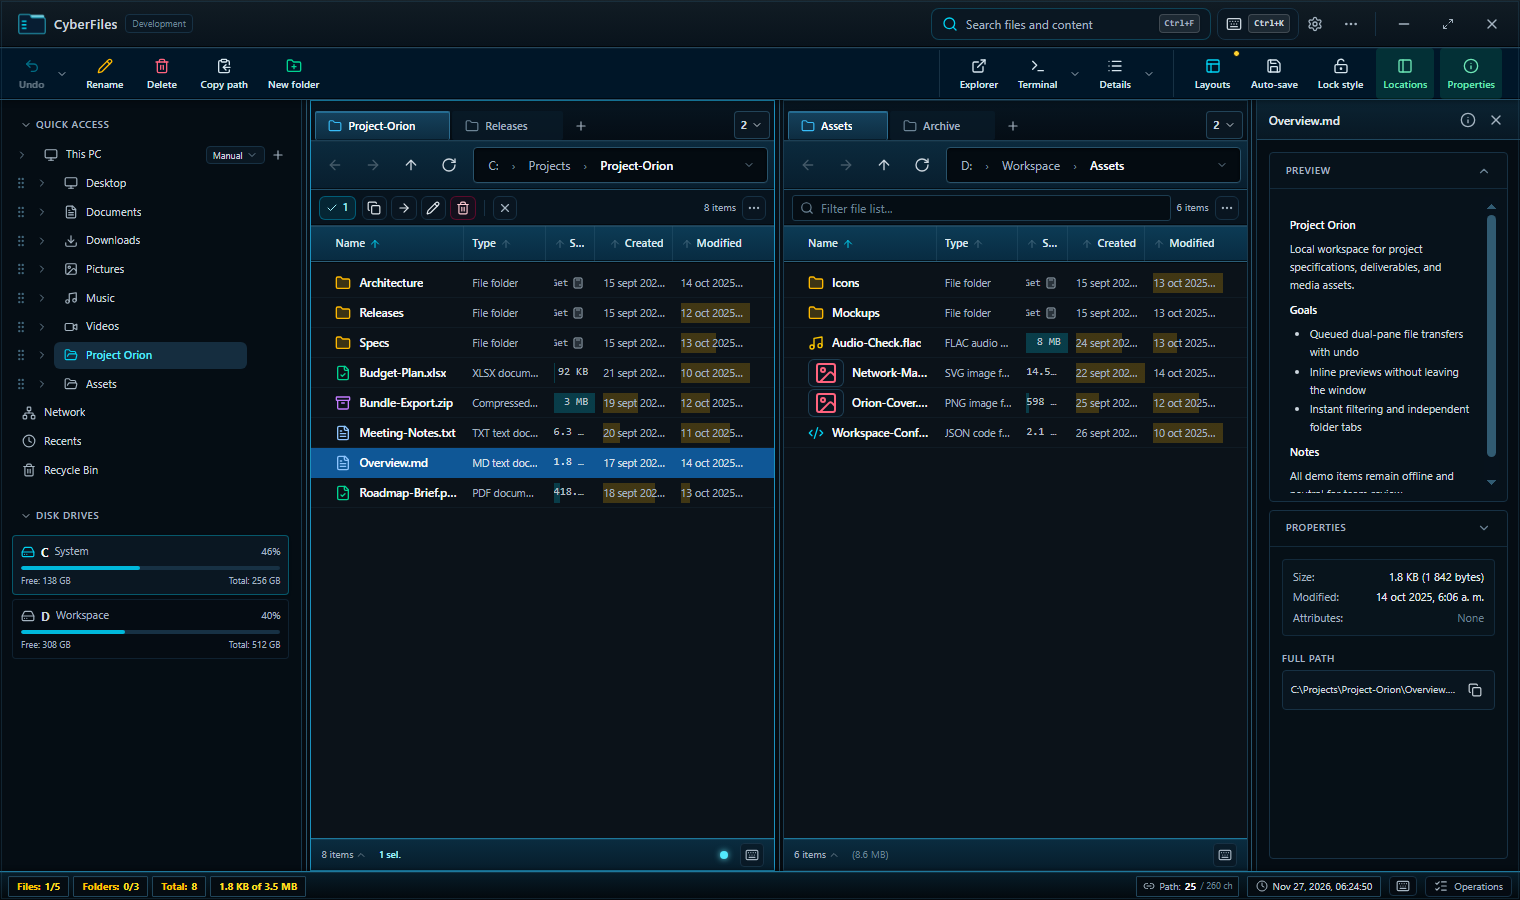 CyberFiles Development Search files and content Ctrl+F Ctrl+K
Undo Rename Delete Copy path New folder Explorer Terminal Details Layouts Auto-save Lock style Locations Properties
QUICK ACCESS
This PC Manual
Desktop
Documents
Downloads
Pictures
Music
Videos
Project Orion
Assets
Network
Recents
Recycle Bin
DISK DRIVES
C System 46%
Free: 138 GB Total: 256 GB
D Workspace 40%
Free: 308 GB Total: 512 GB
Project-Orion Releases 2
C: › Projects › Project-Orion
1 8 items
Name Type S... Created Modified
Architecture File folder Get 15 sept 202... 14 oct 2025...
Releases File folder Get 15 sept 202... 12 oct 2025...
Specs File folder Get 15 sept 202... 13 oct 2025...
Budget-Plan.xlsx XLSX docum... 92 KB 21 sept 202... 10 oct 2025...
Bundle-Export.zip Compressed... 3 MB 19 sept 202... 12 oct 2025...
Meeting-Notes.txt TXT text doc... 6.3 ... 20 sept 202... 11 oct 2025...
Overview.md MD text doc... 1.8 ... 17 sept 202... 14 oct 2025...
Roadmap-Brief.p... PDF docum... 418.... 18 sept 202... 13 oct 2025...
8 items 1 sel.
Assets Archive 2
D: › Workspace › Assets
Filter file list... 6 items
Name Type S... Created Modified
Icons File folder Get 15 sept 202... 13 oct 2025...
Mockups File folder Get 15 sept 202... 13 oct 2025...
Audio-Check.flac FLAC audio ... 8 MB 24 sept 202... 13 oct 2025...
Network-Ma... SVG image f... 14.5... 22 sept 202... 14 oct 2025...
Orion-Cover.... PNG image f... 598 ... 25 sept 202... 12 oct 2025...
Workspace-Conf... JSON code f... 2.1 ... 26 sept 202... 10 oct 2025...
6 items (8.6 MB)
Overview.md
PREVIEW
Project Orion
Local workspace for project
specifications, deliverables, and
media assets.
Goals
• Queued dual-pane file transfers
with undo
• Inline previews without leaving
the window
• Instant filtering and independent
folder tabs
Notes
All demo items remain offline and
PROPERTIES
Size: 1.8 KB (1 842 bytes)
Modified: 14 oct 2025, 6:06 a. m.
Attributes: None
FULL PATH
C:\Projects\Project-Orion\Overview....
Files: 1/5 Folders: 0/3 Total: 8 1.8 KB of 3.5 MB Path: 25 / 260 ch Nov 27, 2026, 06:24:50 Operations